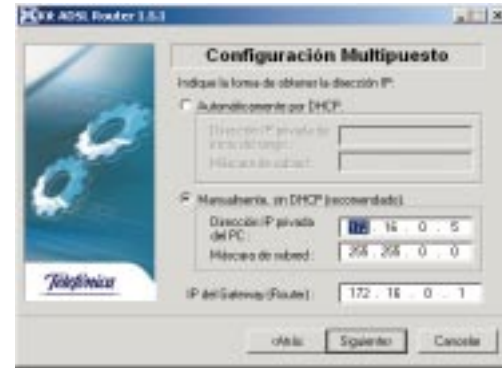 Kit ADSL Router 1.5.1
Configuración Multipuesto
Indique la forma de obtener la dirección IP:
Automáticamente por DHCP.
Dirección IP privada de
inicio del rango:
Máscara de subred:
Manualmente, sin DHCP (recomendado).
Dirección IP privada
del PC:
172 . 16 . 0 . 5
Máscara de subred:
255 . 255 . 0 . 0
Telefónica
IP del Gateway (Router):
172 . 16 . 0 . 1
<Atrás
Siguiente>
Cancelar